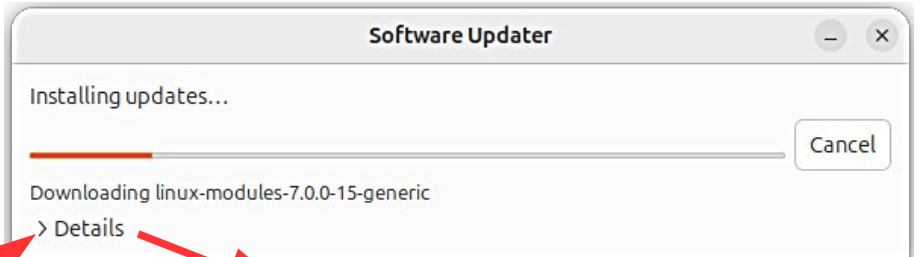 Software Updater
Installing updates...
Cancel
Downloading linux-modules-7.0.0-15-generic
Details